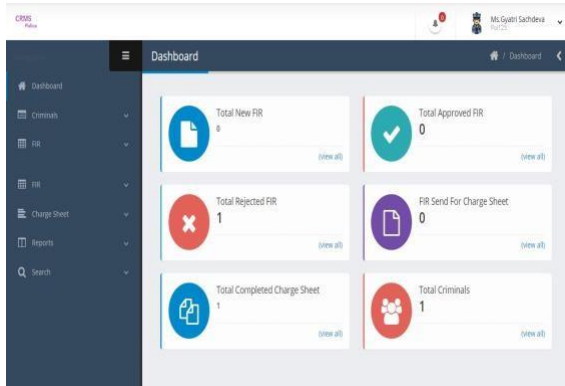 CRMS
Police
0
Ms.Gyatri Sachdeva
Dashboard
/ Dashboard
Dashboard
Criminals
FIR
FIR
Charge Sheet
Reports
Search
Total New FIR
0
(view all)
Total Approved FIR
0
(view all)
Total Rejected FIR
1
(view all)
FIR Send For Charge Sheet
0
(view all)
Total Completed Charge Sheet
1
(view all)
Total Criminals
1
(view all)